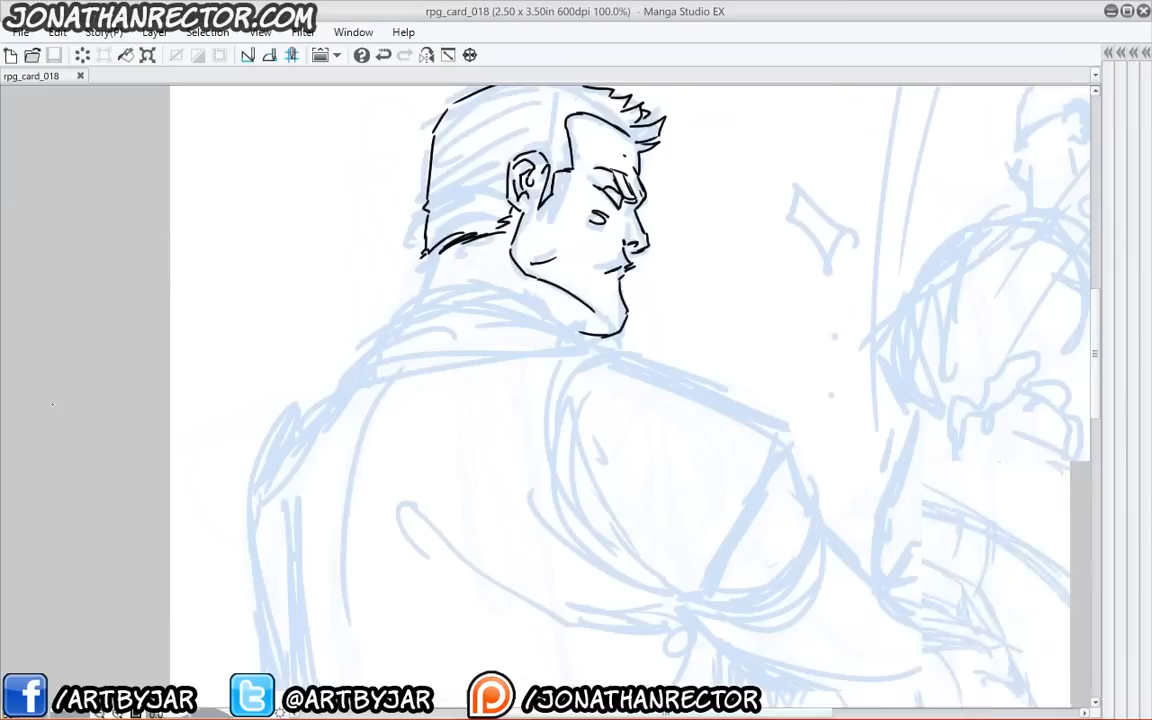 JONATHANRECTOR.COM
rpg_card_018 (2.50 x 3.50in 600dpi 100.0%) - Manga Studio EX
File Edit Story(P) Layer Selection View Filter Window Help
rpg_card_018
/ARTBYJAR @ARTBYJAR /JONATHANRECTOR